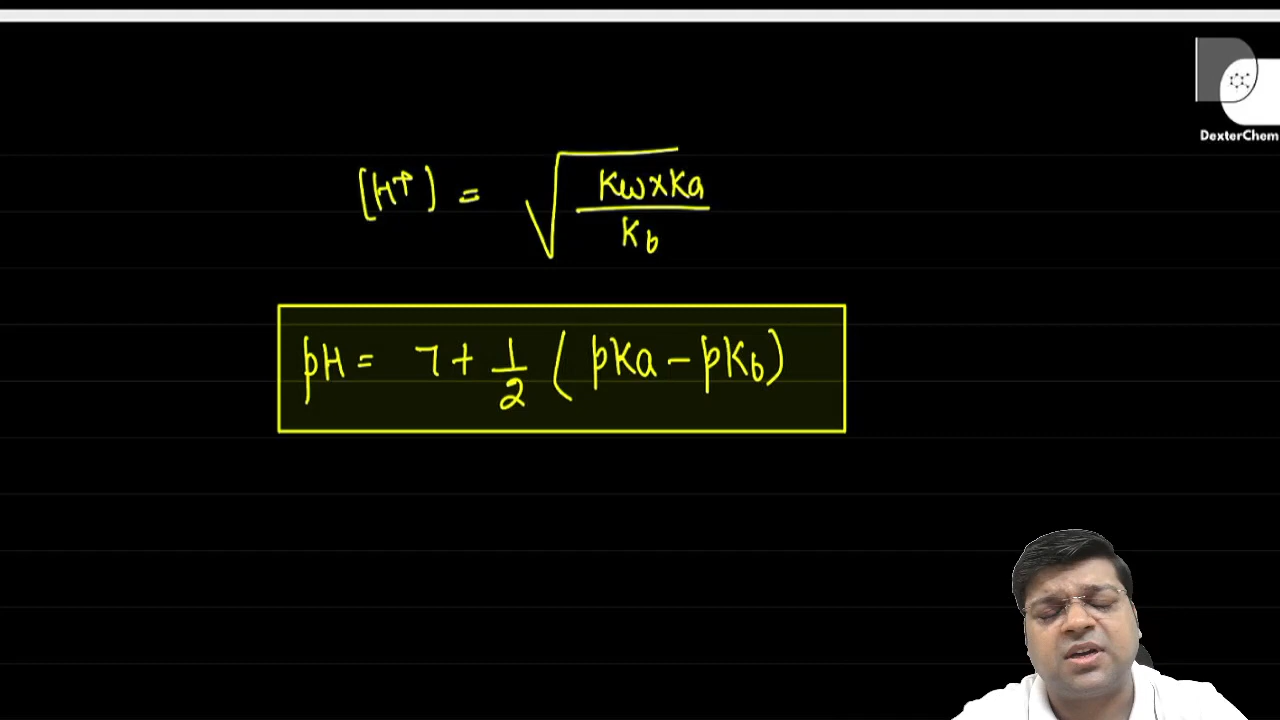 DexterChem
[H+] = √ Kw x Ka
Kb
pH = 7 + 1/2 ( pKa - pKb )